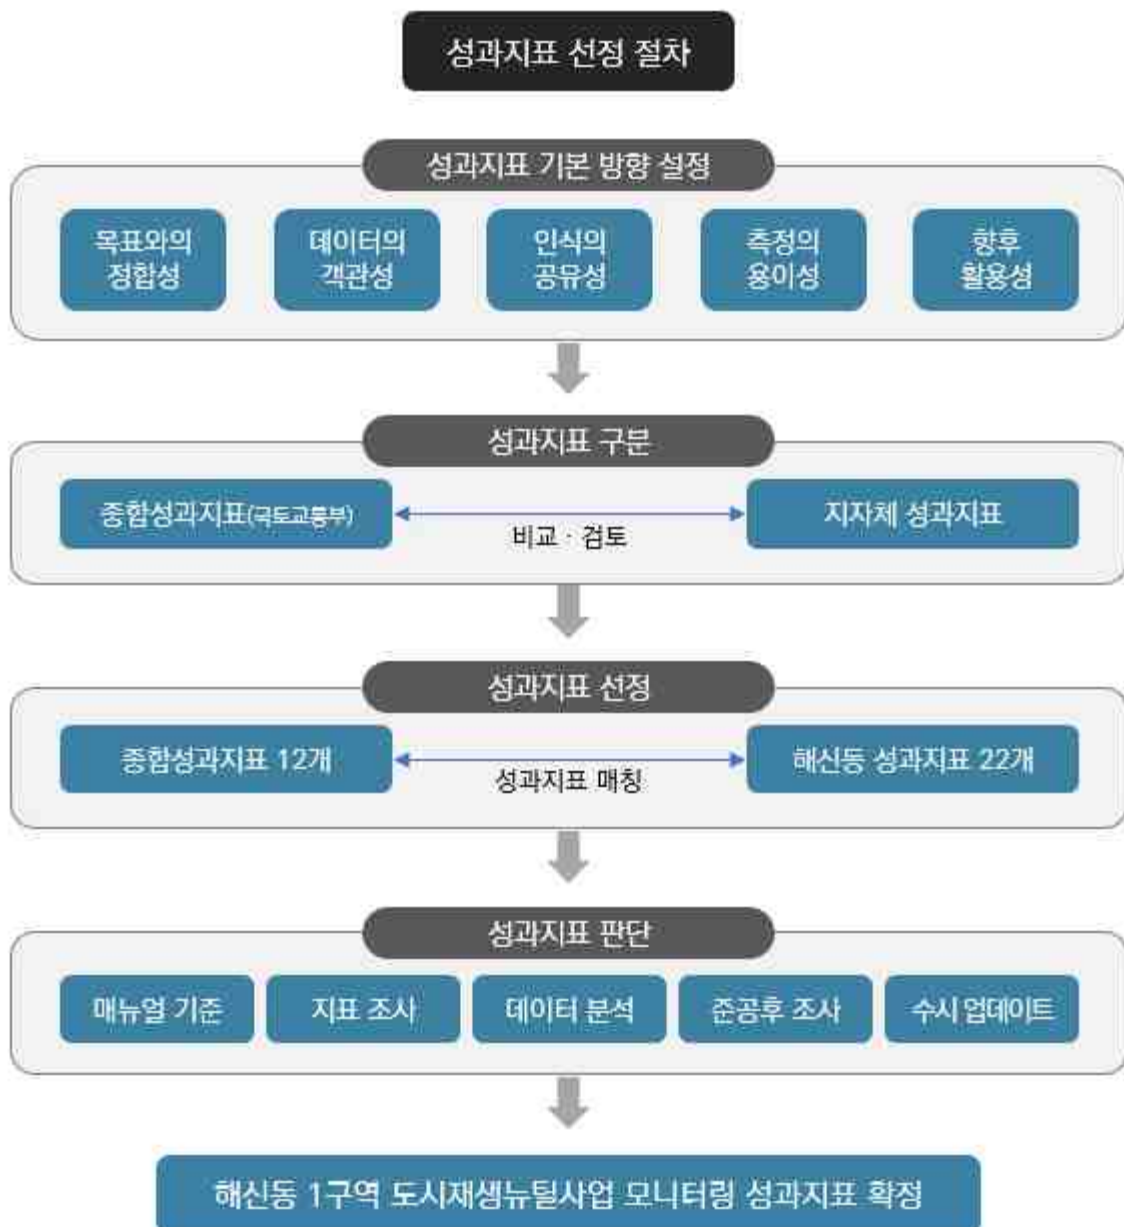 성과지표 선정 절차
성과지표 기본 방향 설정
목표와의
정합성
데이터의
객관성
인식의
공유성
측정의
용이성
향후
활용성
성과지표 구분
종합성과지표(국토교통부)
비교 · 검토
지자체 성과지표
성과지표 선정
종합성과지표 12개
성과지표 매칭
해신동 성과지표 22개
성과지표 판단
매뉴얼 기준
지표 조사
데이터 분석
준공후 조사
수시 업데이트
해신동 1구역 도시재생뉴딜사업 모니터링 성과지표 확정